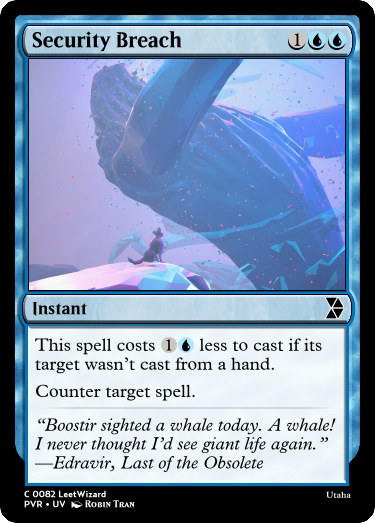 Security Breach 1UU
Instant
This spell costs 1U less to cast if its
target wasn't cast from a hand.
Counter target spell.
"Boostir sighted a whale today. A whale!
I never thought I'd see giant life again."
—Edravir, Last of the Obsolete
C 0082 LeetWizard Utaha
PVR • UV Robin Tran